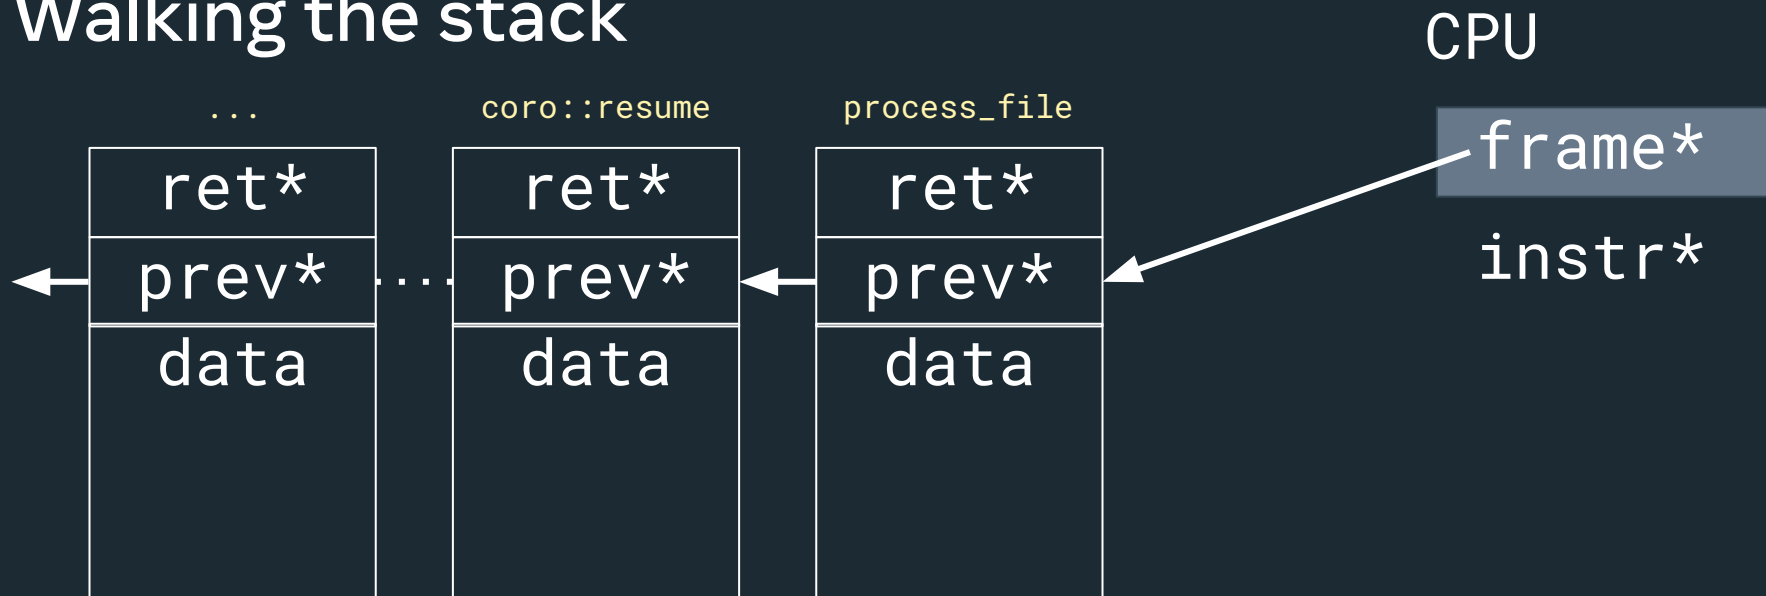 Walking the stack
CPU
... coro::resume process_file
frame*
ret* ret* ret*
instr*
prev* .... prev* prev*
data data data